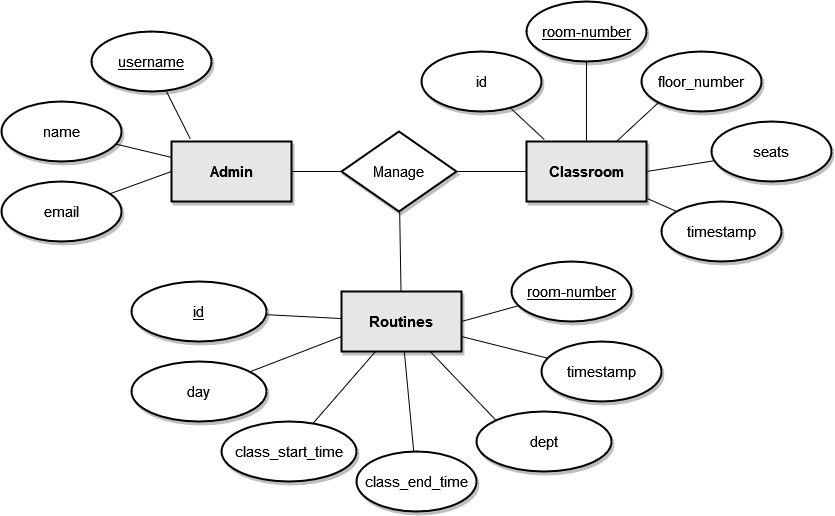 room-number
username
id
floor_number
name
seats
Admin
Manage
Classroom
email
timestamp
room-number
id
Routines
timestamp
day
dept
class_start_time
class_end_time